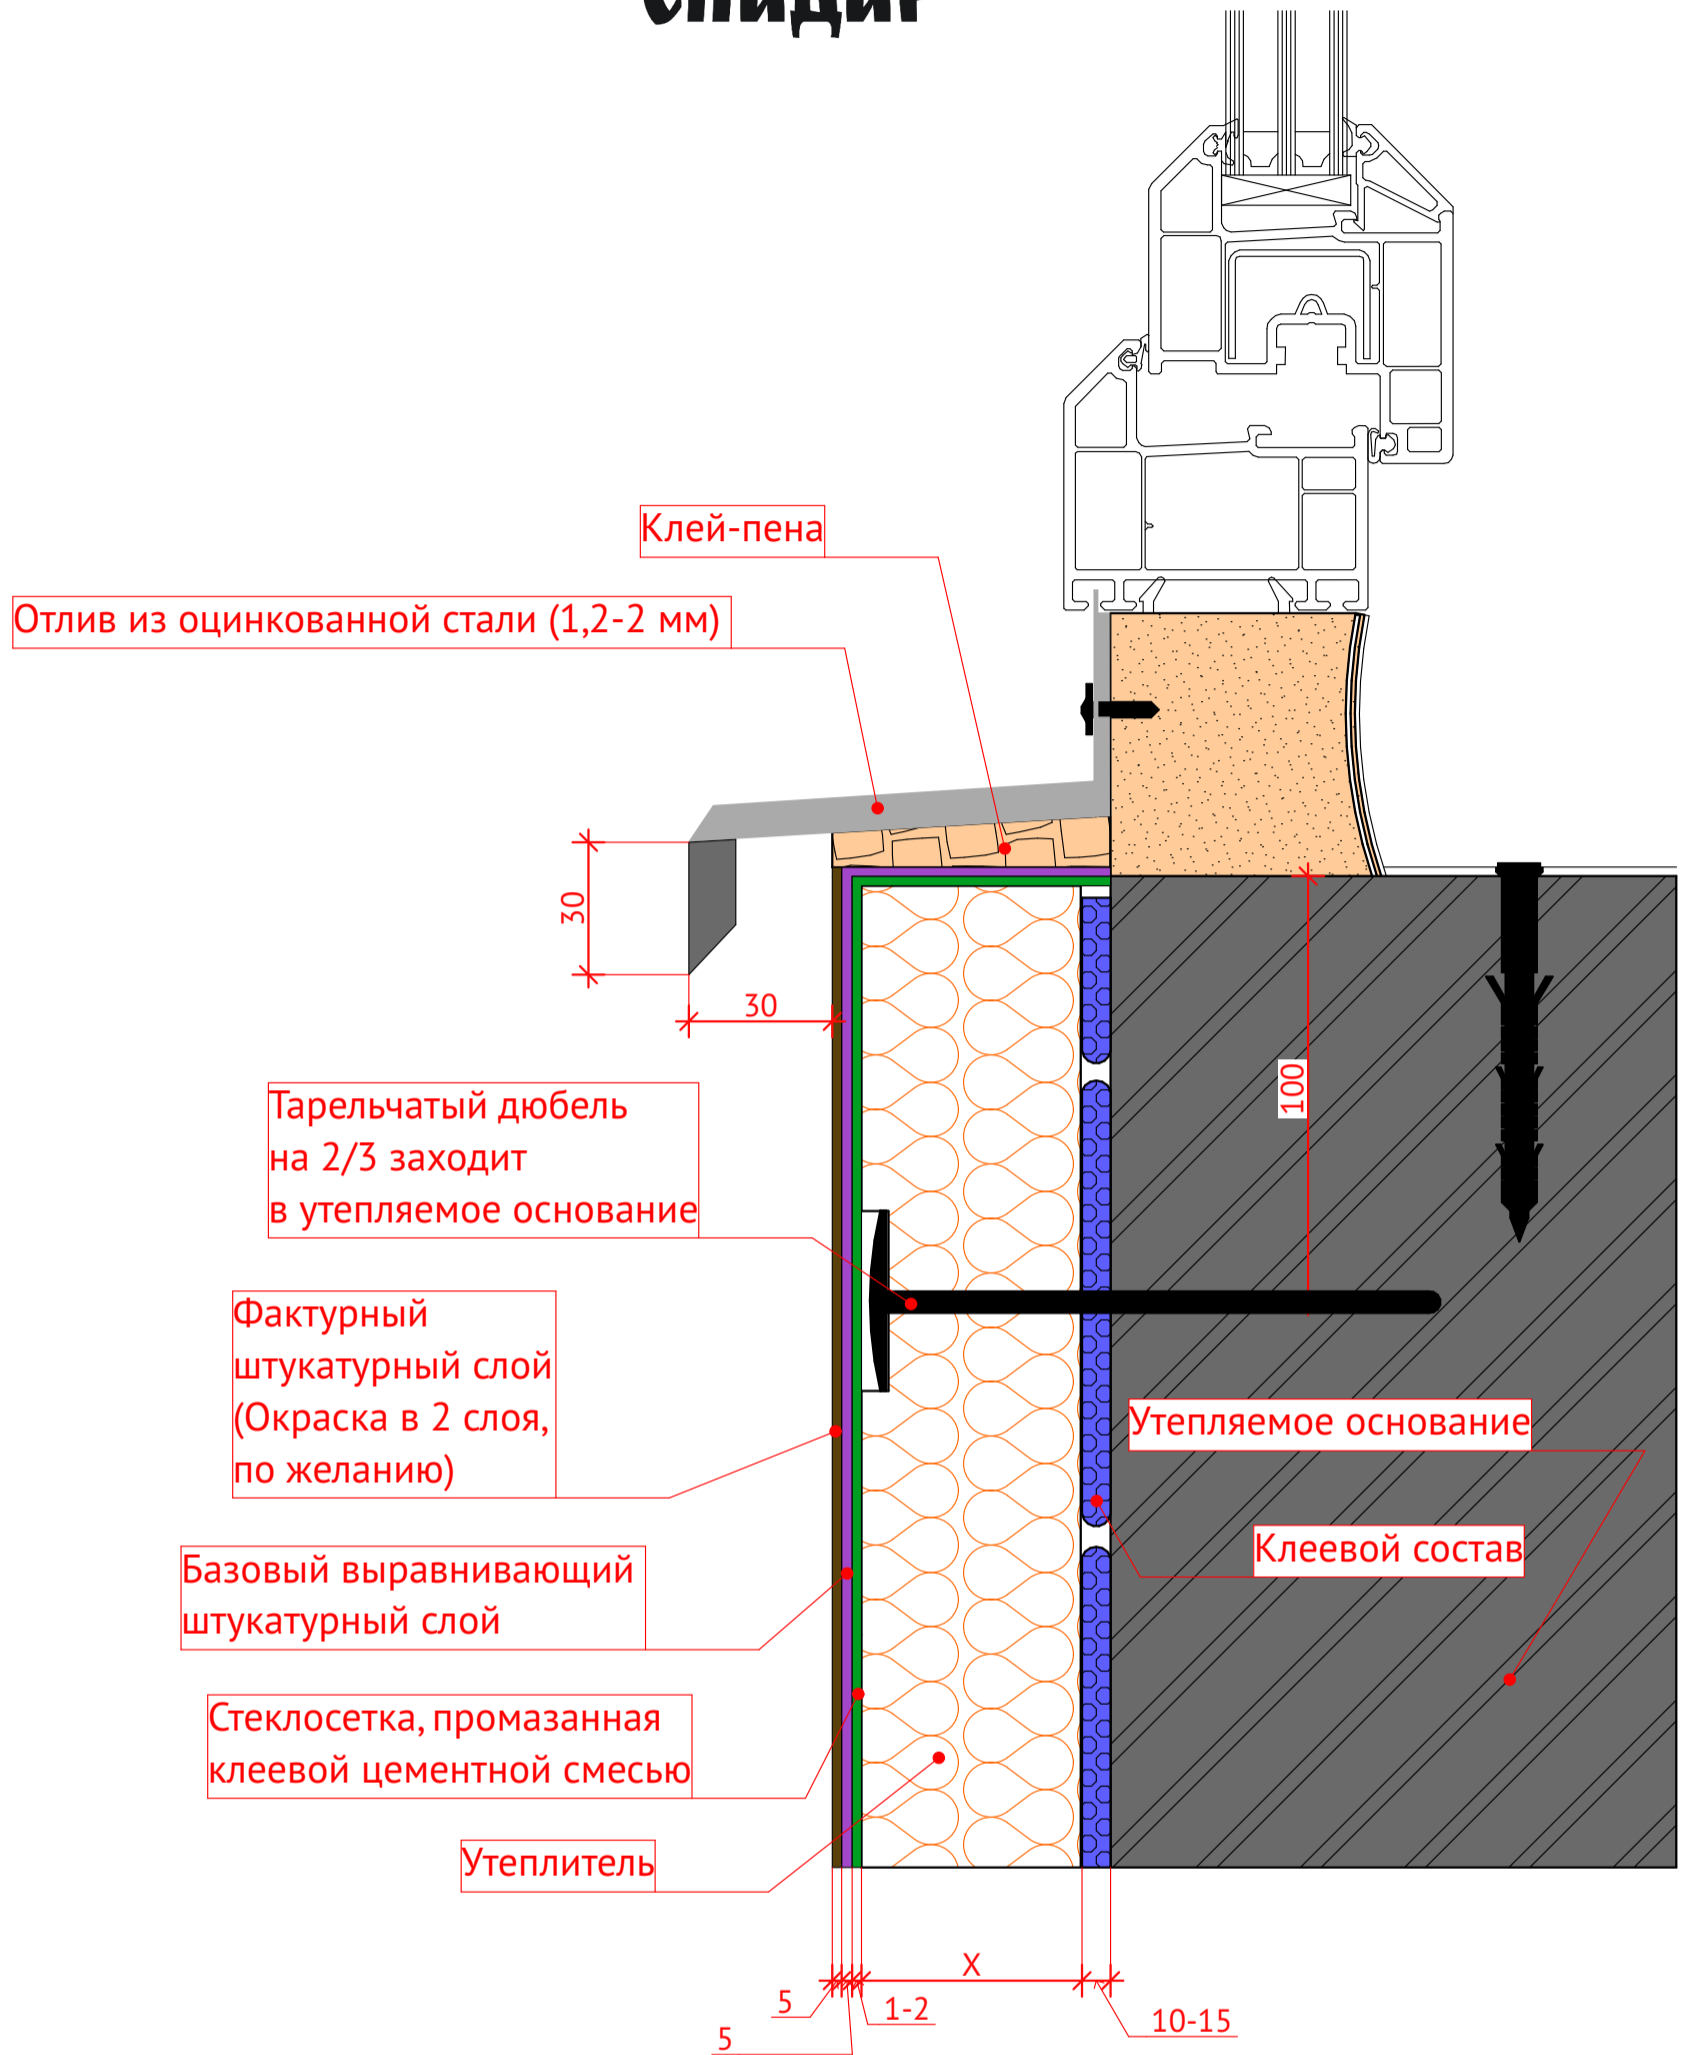 Клей-пена
Отлив из оцинкованной стали (1,2-2 мм)
30
30
Тарельчатый дюбель
на 2/3 заходит
в утепляемое основание
100
Фактурный
штукатурный слой
(Окраска в 2 слоя,
по желанию)
Утепляемое основание
Клеевой состав
Базовый выравнивающий
штукатурный слой
Стеклосетка, промазанная
клеевой цементной смесью
Утеплитель
X
5
1-2
10-15
5